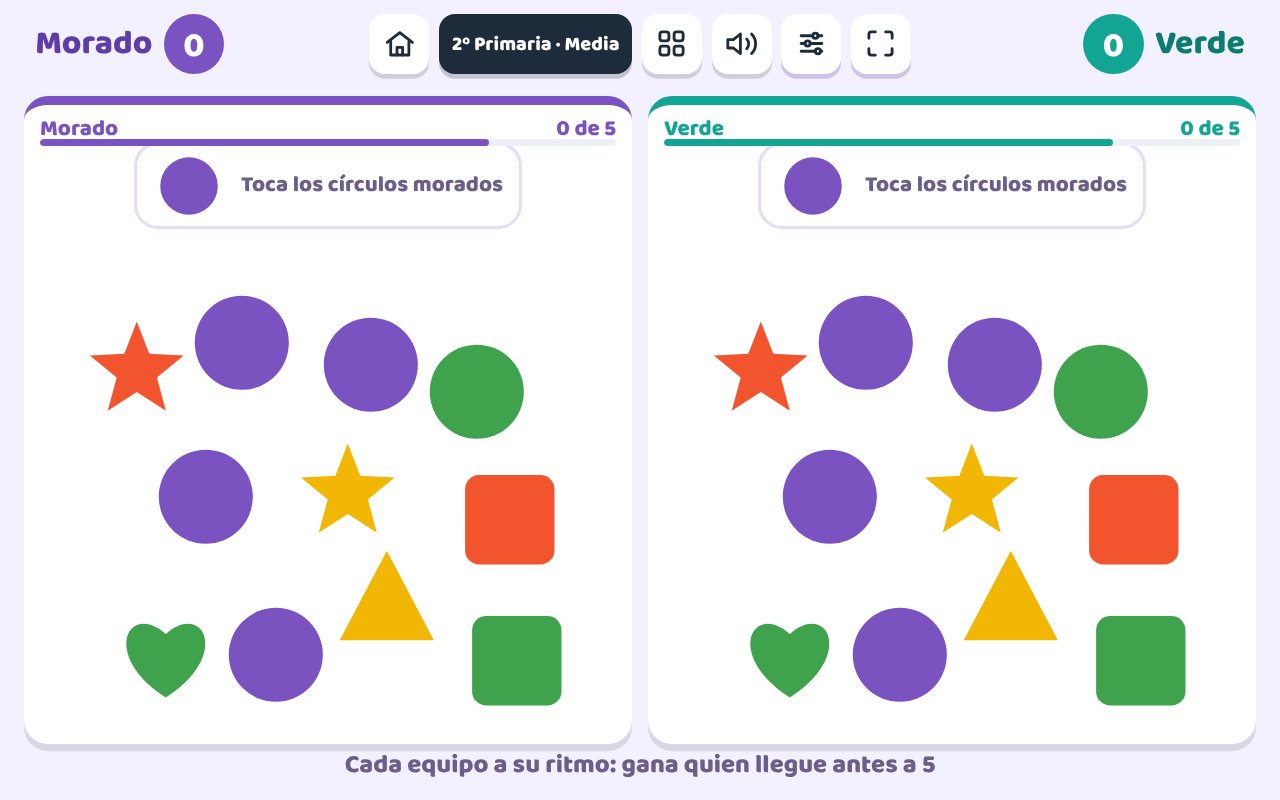 Morado 0
2º Primaria · Media
0 Verde
Morado 0 de 5
Toca los círculos morados
Verde 0 de 5
Toca los círculos morados
Cada equipo a su ritmo: gana quien llegue antes a 5